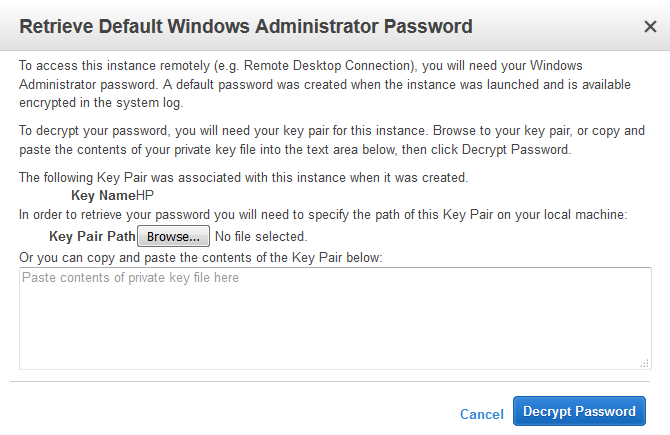 Retrieve Default Windows Administrator Password
To access this instance remotely (e.g. Remote Desktop Connection), you will need your Windows
Administrator password. A default password was created when the instance was launched and is available
encrypted in the system log.
To decrypt your password, you will need your key pair for this instance. Browse to your key pair, or copy and
paste the contents of your private key file into the text area below, then click Decrypt Password.
The following Key Pair was associated with this instance when it was created.
Key NameHP
In order to retrieve your password you will need to specify the path of this Key Pair on your local machine:
Key Pair Path Browse... No file selected.
Or you can copy and paste the contents of the Key Pair below:
Paste contents of private key file here
Cancel Decrypt Password